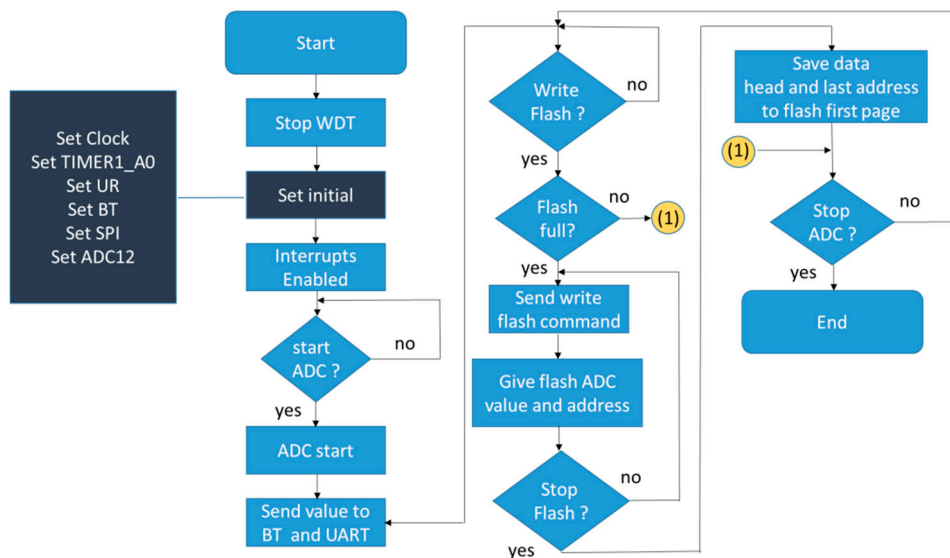 Start
Stop WDT
Set Clock
Set TIMER1_A0
Set UR
Set BT
Set SPI
Set ADC12
Set initial
Interrupts
Enabled
start
ADC ?
no
yes
ADC start
Send value to
BT and UART
Write
Flash ?
no
yes
Flash
full?
no
(1)
yes
Send write
flash command
Give flash ADC
value and address
Stop
Flash ?
no
yes
Save data
head and last address
to flash first page
(1)
Stop
ADC ?
no
yes
End